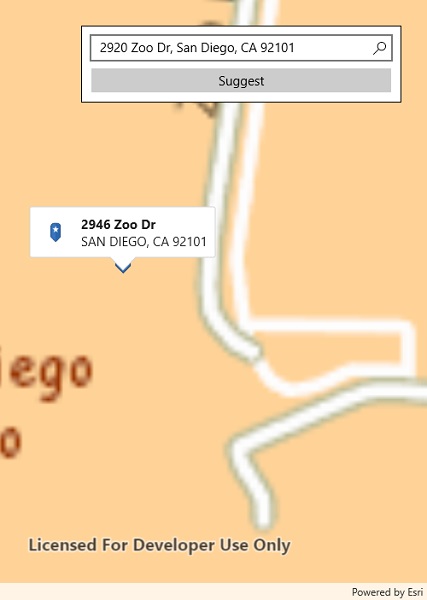 2920 Zoo Dr, San Diego, CA 92101
Suggest
2946 Zoo Dr
SAN DIEGO, CA 92101
iego
o
Licensed For Developer Use Only
Powered by Esri